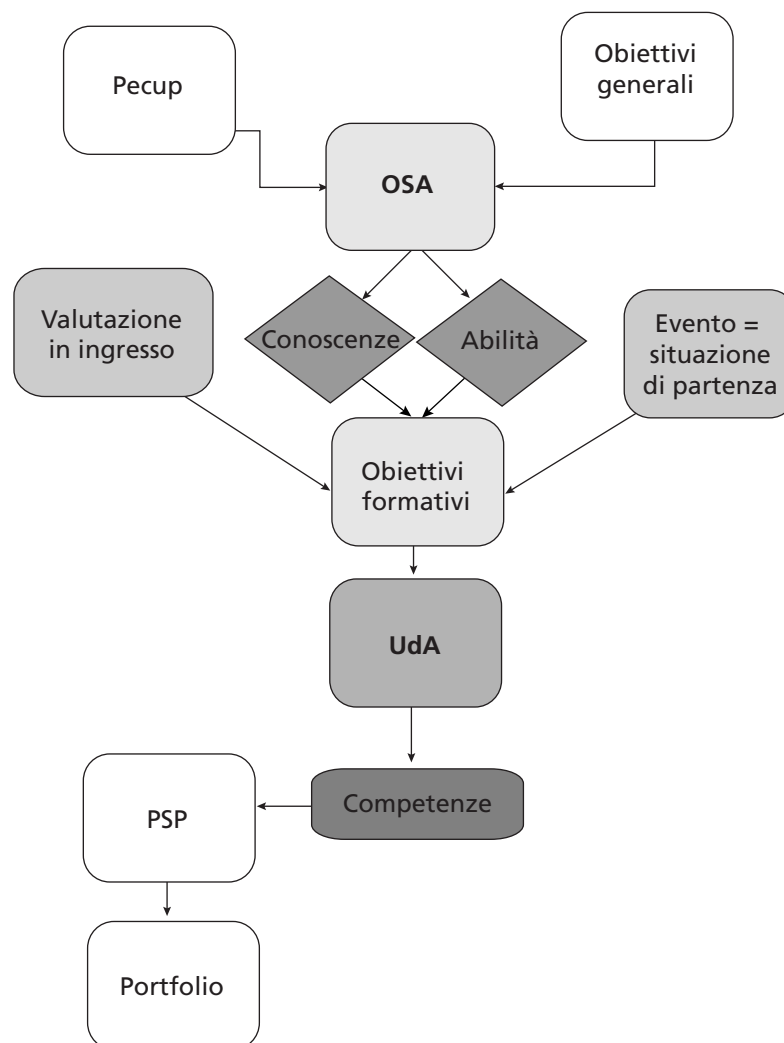 Pecup
Obiettivi
generali
OSA
Conoscenze
Abilità
Valutazione
in ingresso
Evento =
situazione
di partenza
Obiettivi
formativi
UdA
Competenze
PSP
Portfolio